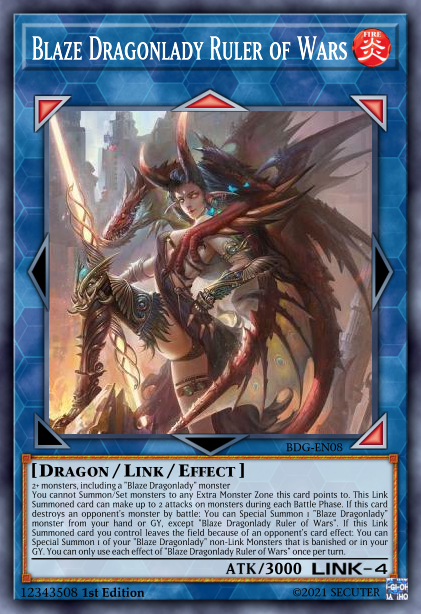 BLAZE DRAGONLADY RULER OF WARS
FIRE
炎
BDG-EN08
[DRAGON / LINK / EFFECT]
2+ monsters, including a "Blaze Dragonlady" monster
You cannot Summon/Set monsters to any Extra Monster Zone this card points to. This Link
Summoned card can make up to 2 attacks on monsters during each Battle Phase. If this card
destroys an opponent's monster by battle: You can Special Summon 1 "Blaze Dragonlady"
monster from your hand or GY, except "Blaze Dragonlady Ruler of Wars". If this Link
Summoned card you control leaves the field because of an opponent's card effect: You can
Special Summon 1 of your "Blaze Dragonlady" non-Link Monsters that is banished or in your
GY. You can only use each effect of "Blaze Dragonlady Ruler of Wars" once per turn.
ATK/3000 LINK-4
12343508 1st Edition ©2021 SECUTER